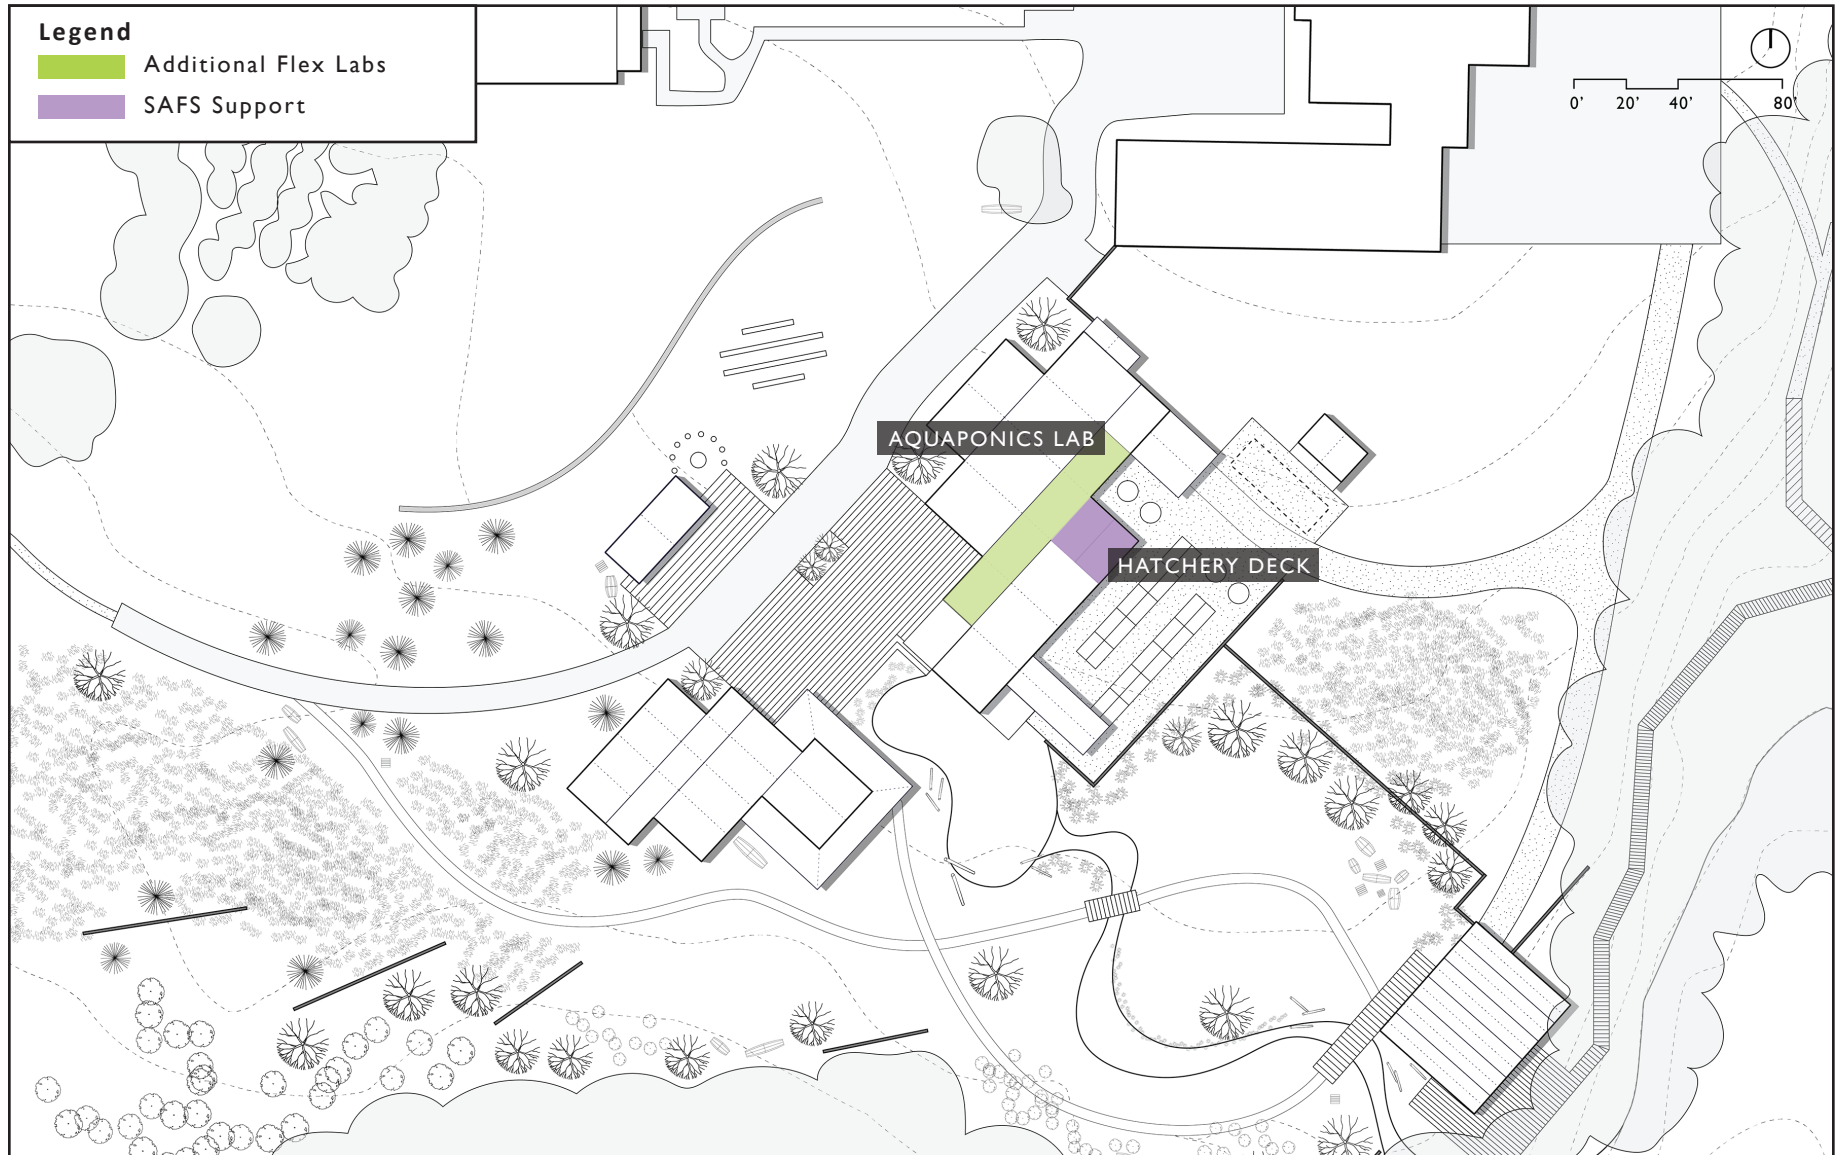 Legend
Additional Flex Labs
SAFS Support
0' 20' 40' 80'
AQUAPONICS LAB
HATCHERY DECK